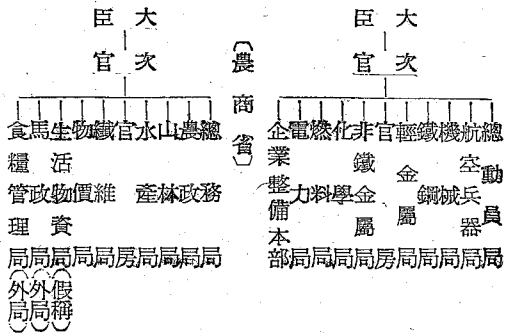 大臣
次官
總動員局
航空兵器局
機械局
鐵鋼局
輕金屬局
官房
非鐵金屬局
化學局
燃料局
電力局
企業整備本部
(農商省)
大臣
次官
總務局
農政局
山林局
水產局
官房
纖維局
物價局
生活物資局(假稱)
馬政局(外局)
食糧管理局(外局)